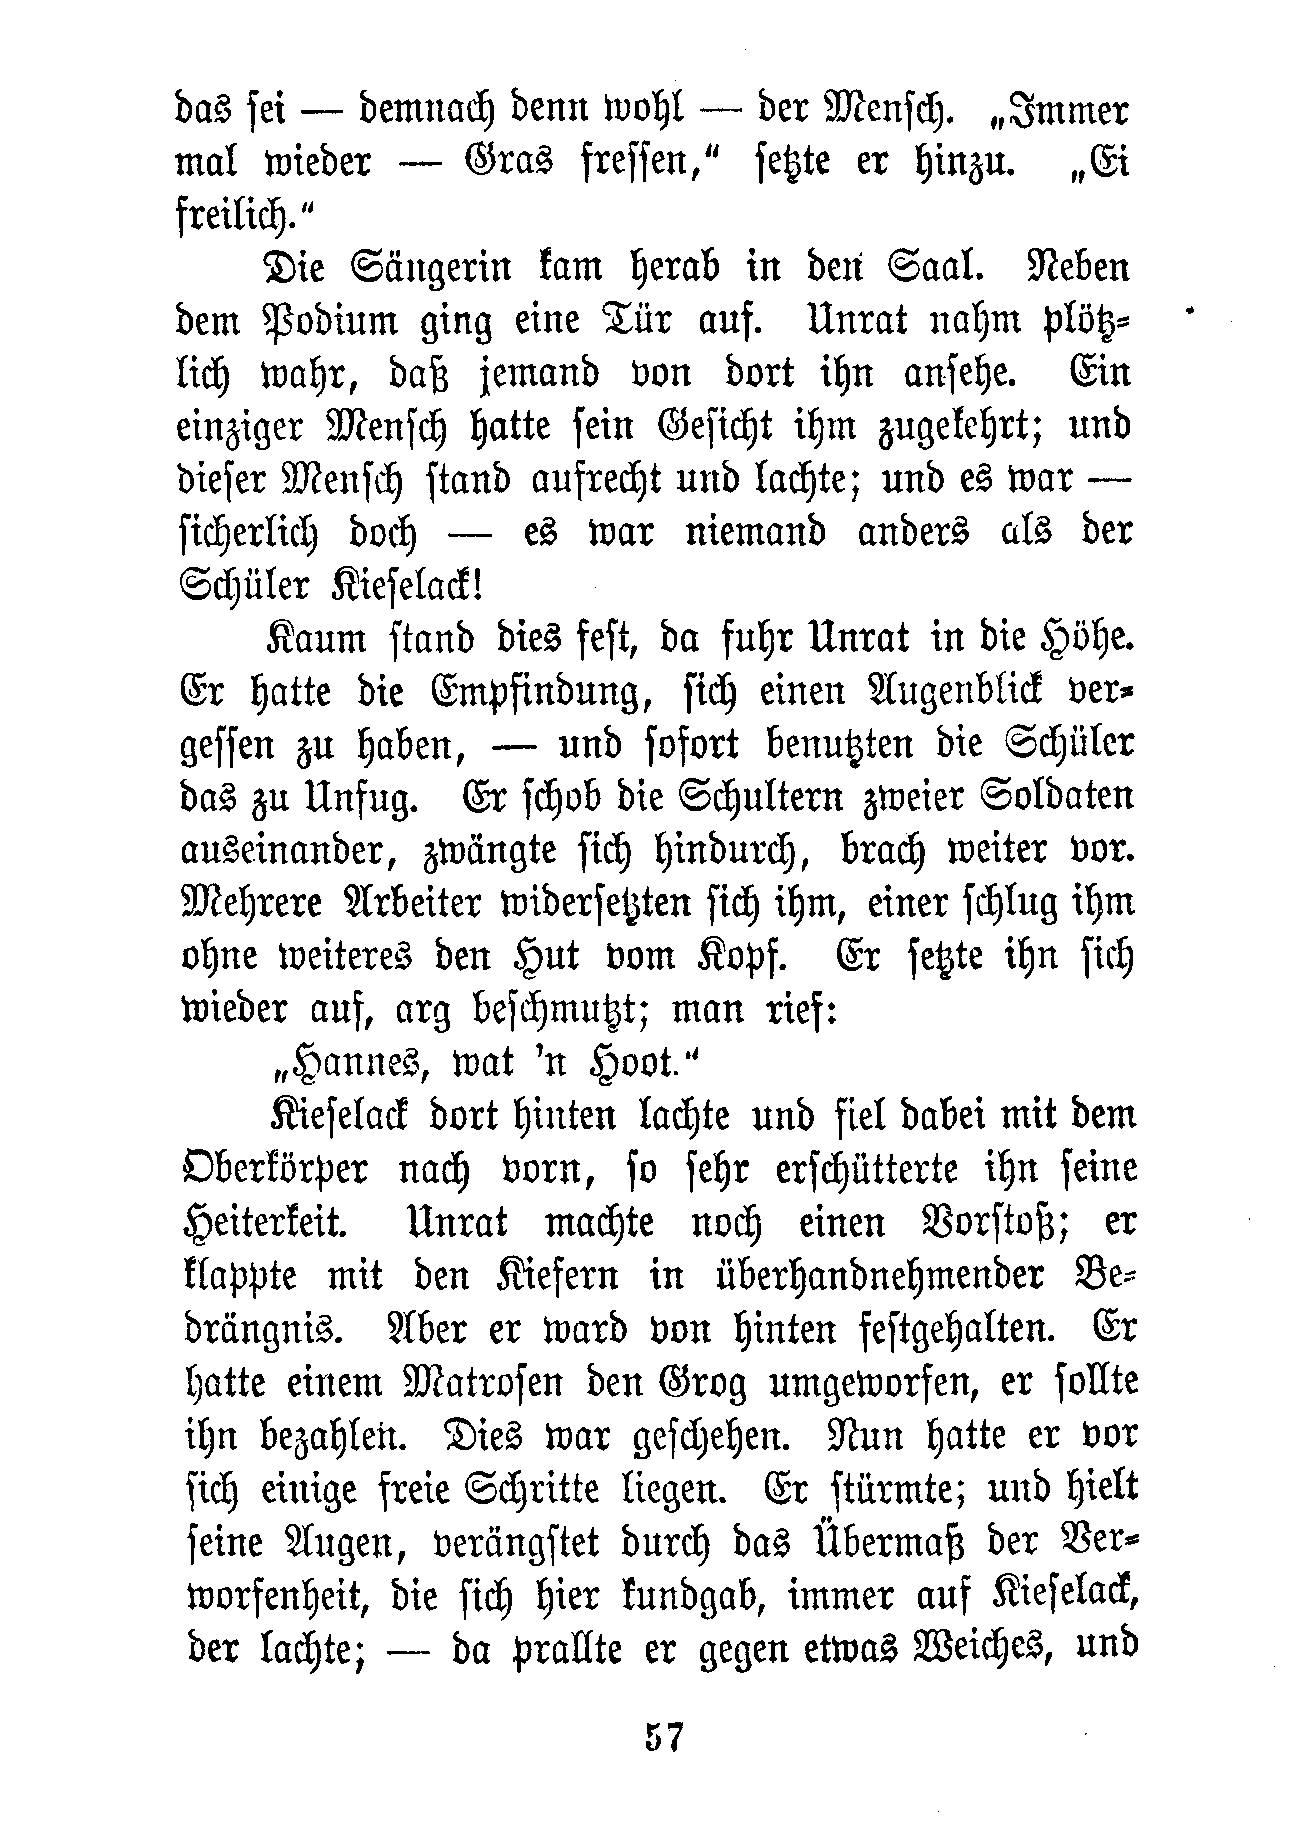 das sei — demnach denn wohl — der Mensch. „Immer
mal wieder — Gras fressen,“ setzte er hinzu. „Ei
freilich.“
Die Sängerin kam herab in den Saal. Neben
dem Podium ging eine Tür auf. Unrat nahm plötz-
lich wahr, daß jemand von dort ihn ansehe. Ein
einziger Mensch hatte sein Gesicht ihm zugekehrt; und
dieser Mensch stand aufrecht und lachte; und es war —
sicherlich doch — es war niemand anders als der
Schüler Kieselack!
Kaum stand dies fest, da fuhr Unrat in die Höhe.
Er hatte die Empfindung, sich einen Augenblick ver-
gessen zu haben, — und sofort benutzten die Schüler
das zu Unfug. Er schob die Schultern zweier Soldaten
auseinander, zwängte sich hindurch, brach weiter vor.
Mehrere Arbeiter widersetzten sich ihm, einer schlug ihm
ohne weiteres den Hut vom Kopf. Er setzte ihn sich
wieder auf, arg beschmutzt; man rief:
„Hannes, wat 'n Hoot.“
Kieselack dort hinten lachte und fiel dabei mit dem
Oberkörper nach vorn, so sehr erschütterte ihn seine
Heiterkeit. Unrat machte noch einen Vorstoß; er
klappte mit den Kiefern in überhandnehmender Be-
drängnis. Aber er ward von hinten festgehalten. Er
hatte einem Matrosen den Grog umgeworfen, er sollte
ihn bezahlen. Dies war geschehen. Nun hatte er vor
sich einige freie Schritte liegen. Er stürmte; und hielt
seine Augen, verängstet durch das Übermaß der Ver-
worfenheit, die sich hier kundgab, immer auf Kieselack,
der lachte; — da prallte er gegen etwas Weiches, und
57